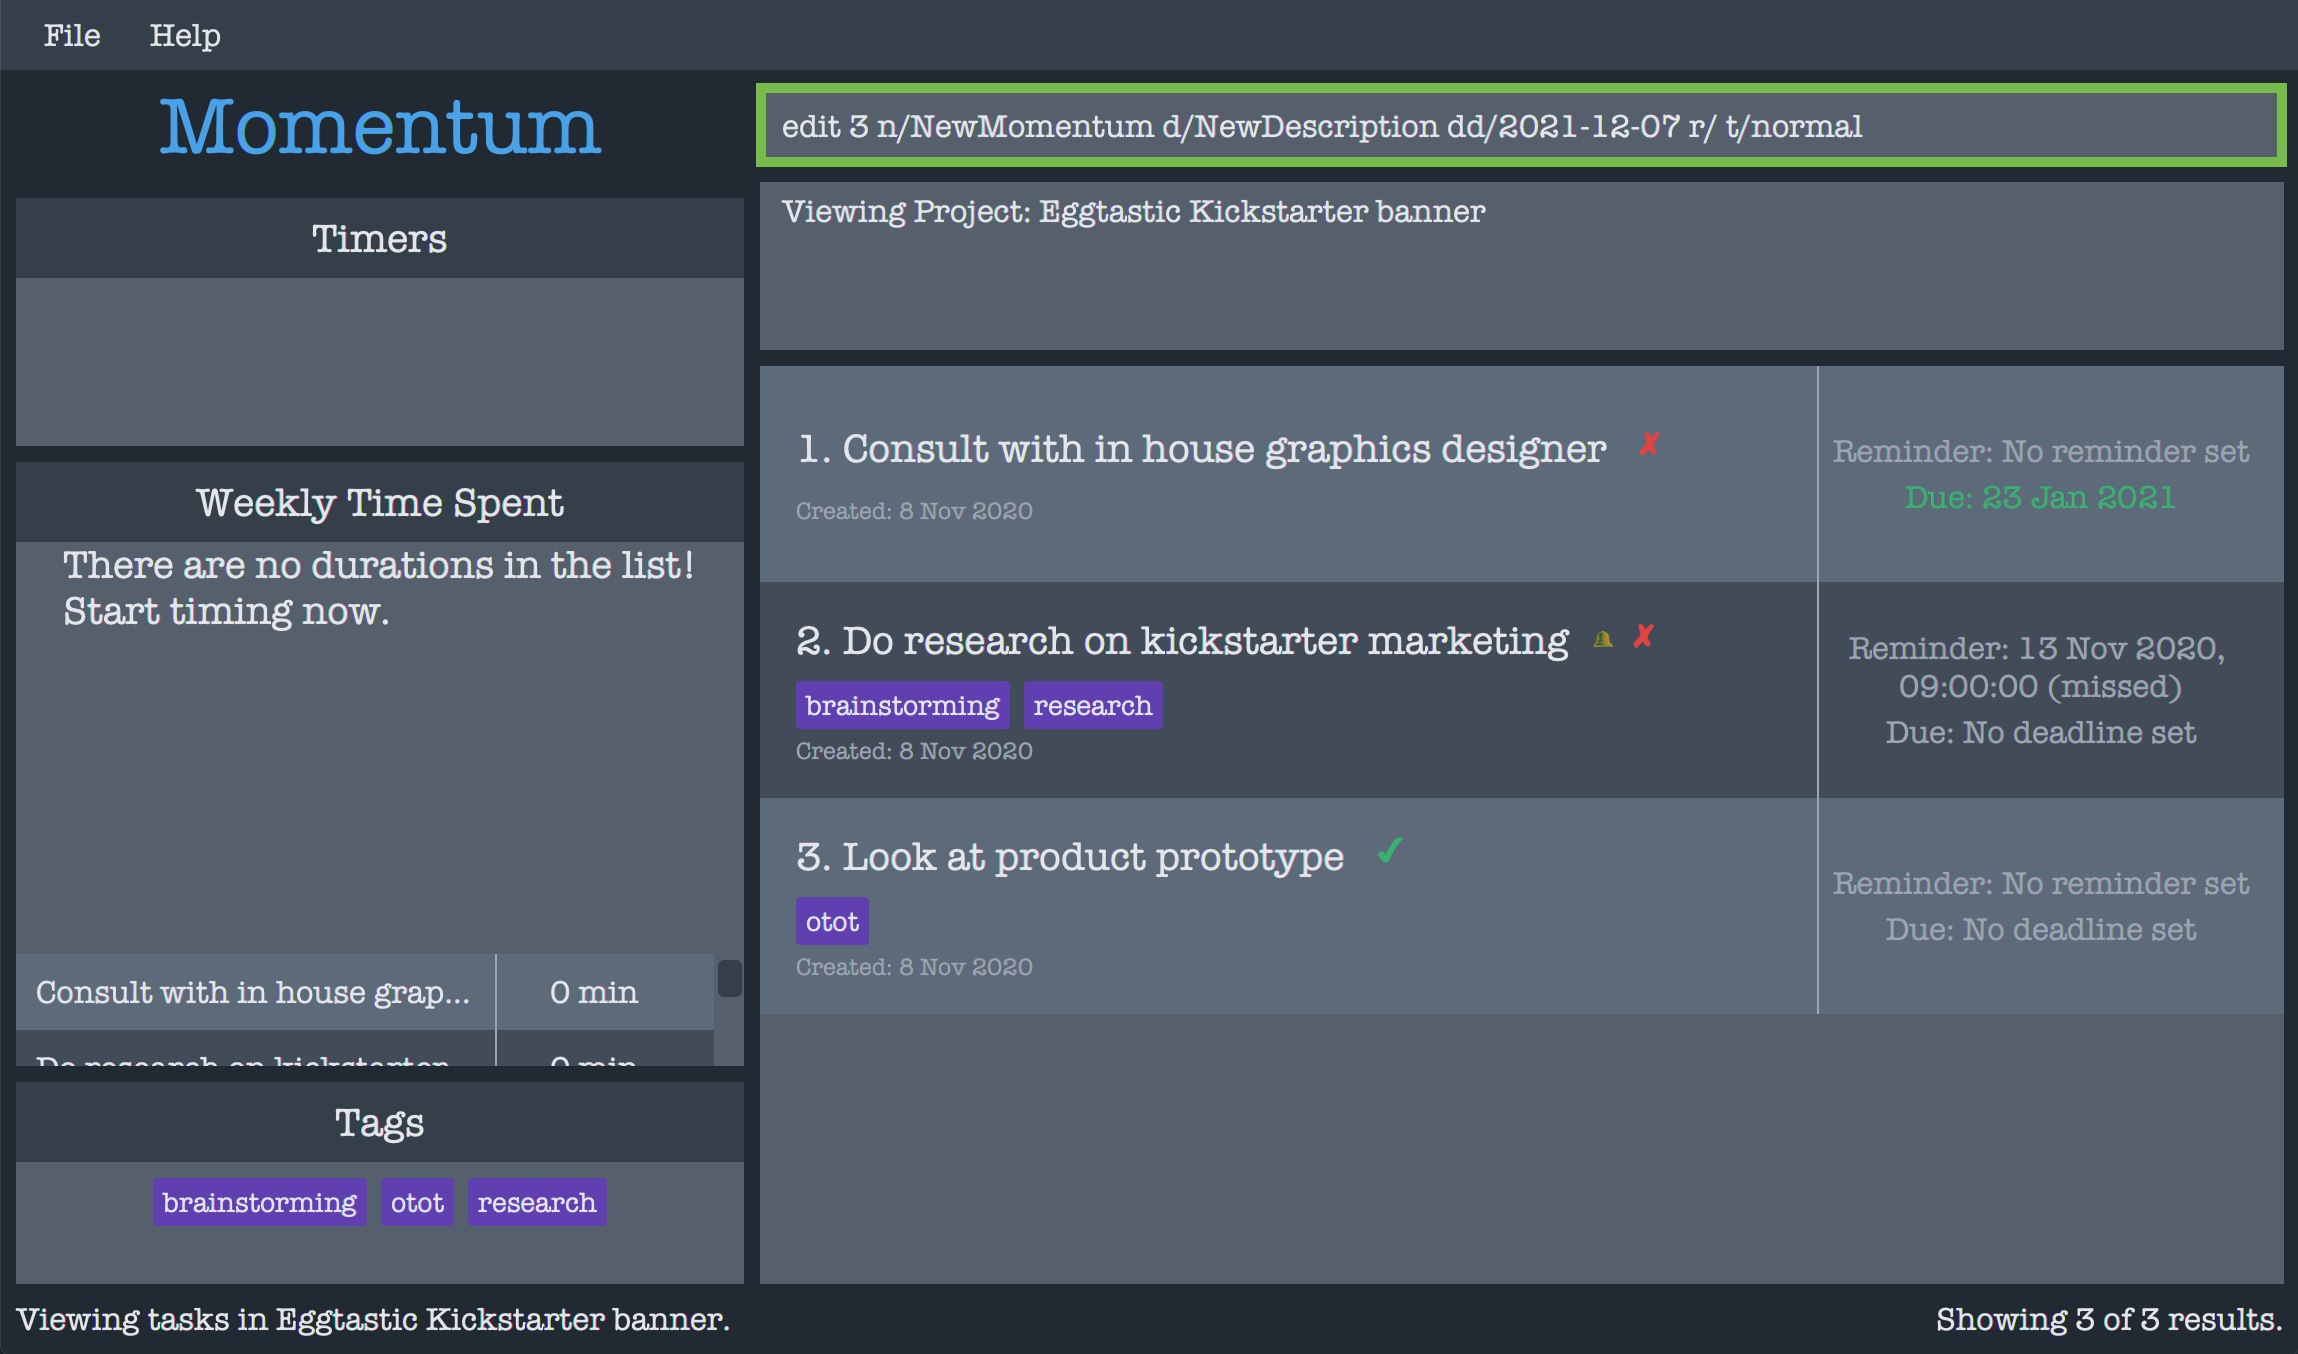 File Help
Momentum
edit 3 n/NewMomentum d/NewDescription dd/2021-12-07 r/ t/normal
Viewing Project: Eggtastic Kickstarter banner
Timers
Weekly Time Spent
There are no durations in the list!
Start timing now.
Consult with in house grap... 0 min
Do research on kickstarter 0 min
Tags
brainstorming otot research
1. Consult with in house graphics designer ✘
Created: 8 Nov 2020
Reminder: No reminder set
Due: 23 Jan 2021
2. Do research on kickstarter marketing 🔔 ✘
brainstorming research
Created: 8 Nov 2020
Reminder: 13 Nov 2020,
09:00:00 (missed)
Due: No deadline set
3. Look at product prototype ✔
otot
Created: 8 Nov 2020
Reminder: No reminder set
Due: No deadline set
Viewing tasks in Eggtastic Kickstarter banner.
Showing 3 of 3 results.